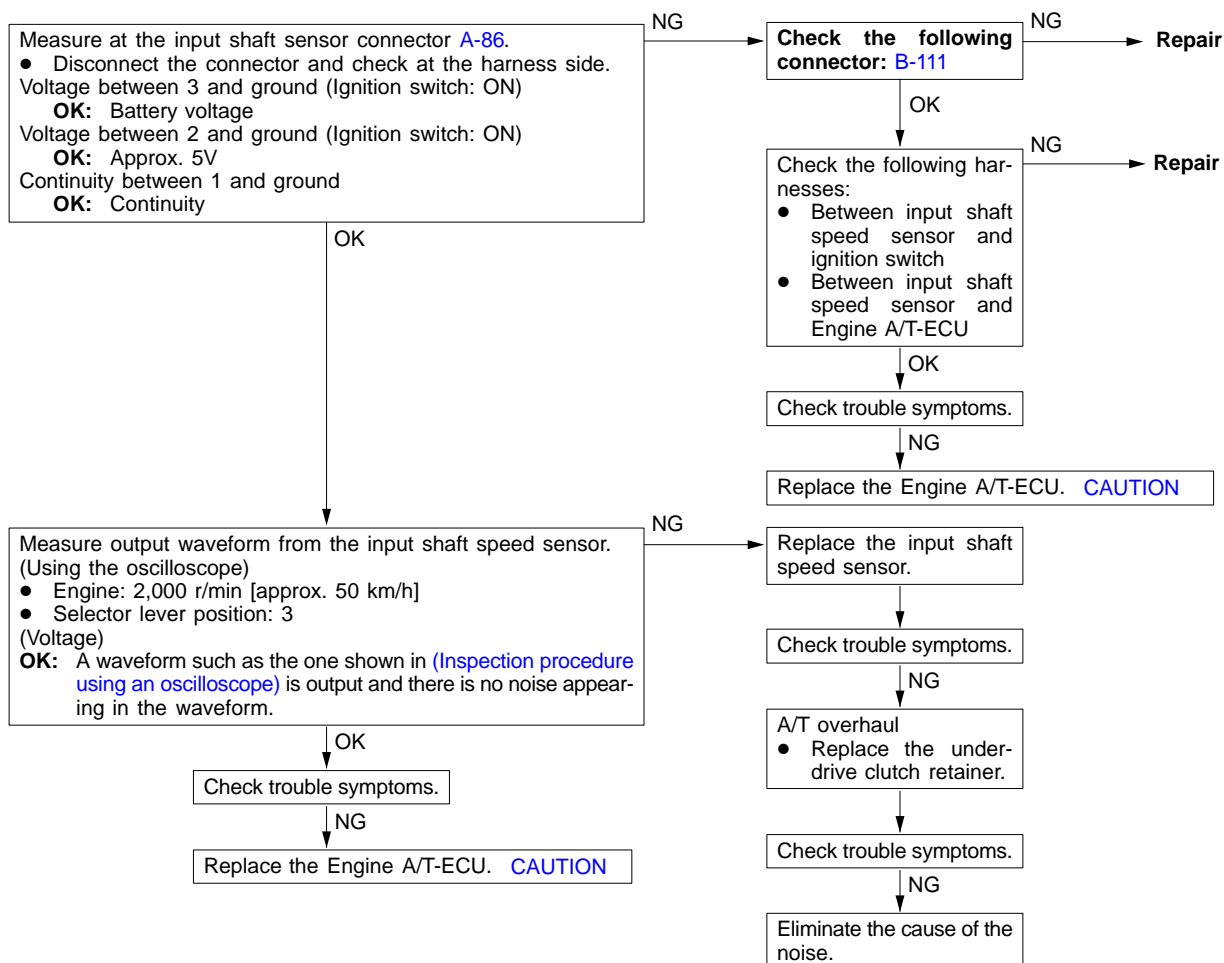 Measure at the input shaft sensor connector A-86.
● Disconnect the connector and check at the harness side.
Voltage between 3 and ground (Ignition switch: ON)
OK: Battery voltage
Voltage between 2 and ground (Ignition switch: ON)
OK: Approx. 5V
Continuity between 1 and ground
OK: Continuity
NG
Check the following
connector: B-111
NG
Repair
OK
Check the following har-
nesses:
● Between input shaft
speed sensor and
ignition switch
● Between input shaft
speed sensor and
Engine A/T-ECU
NG
Repair
OK
Check trouble symptoms.
NG
Replace the Engine A/T-ECU. CAUTION
OK
Measure output waveform from the input shaft speed sensor.
(Using the oscilloscope)
● Engine: 2,000 r/min [approx. 50 km/h]
● Selector lever position: 3
(Voltage)
OK: A waveform such as the one shown in (Inspection procedure
using an oscilloscope) is output and there is no noise appear-
ing in the waveform.
OK
Check trouble symptoms.
NG
Replace the Engine A/T-ECU. CAUTION
NG
Replace the input shaft
speed sensor.
Check trouble symptoms.
NG
A/T overhaul
● Replace the under-
drive clutch retainer.
Check trouble symptoms.
NG
Eliminate the cause of the
noise.